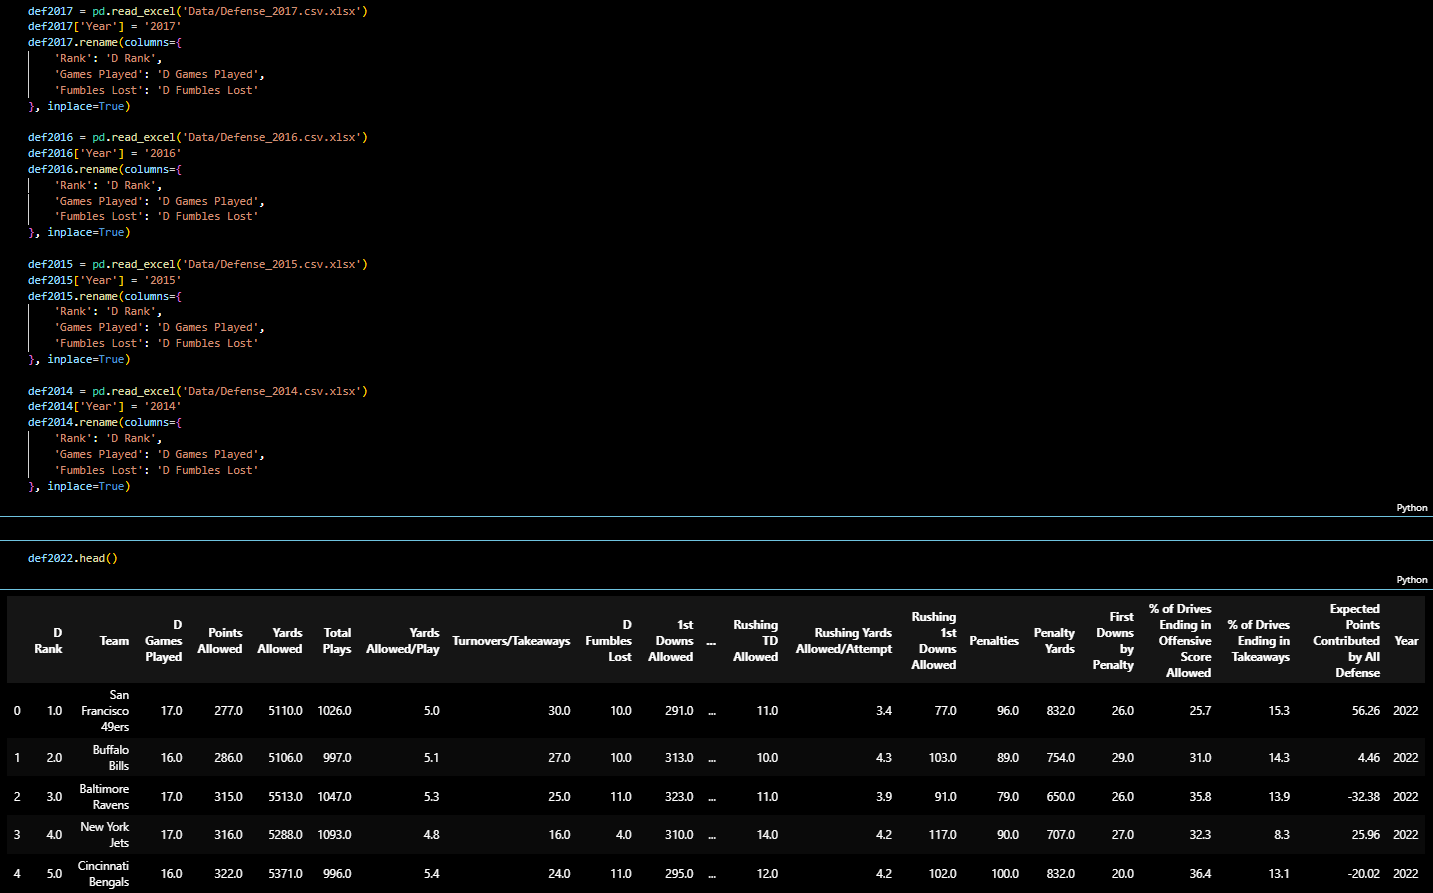 def2017 = pd.read_excel('Data/Defense_2017.csv.xlsx')
def2017['Year'] = '2017'
def2017.rename(columns={
    'Rank': 'D Rank',
    'Games Played': 'D Games Played',
    'Fumbles Lost': 'D Fumbles Lost'
}, inplace=True)

def2016 = pd.read_excel('Data/Defense_2016.csv.xlsx')
def2016['Year'] = '2016'
def2016.rename(columns={
    'Rank': 'D Rank',
    'Games Played': 'D Games Played',
    'Fumbles Lost': 'D Fumbles Lost'
}, inplace=True)

def2015 = pd.read_excel('Data/Defense_2015.csv.xlsx')
def2015['Year'] = '2015'
def2015.rename(columns={
    'Rank': 'D Rank',
    'Games Played': 'D Games Played',
    'Fumbles Lost': 'D Fumbles Lost'
}, inplace=True)

def2014 = pd.read_excel('Data/Defense_2014.csv.xlsx')
def2014['Year'] = '2014'
def2014.rename(columns={
    'Rank': 'D Rank',
    'Games Played': 'D Games Played',
    'Fumbles Lost': 'D Fumbles Lost'
}, inplace=True)
Python
def2022.head()
Python
D Rank Team D Games Played Points Allowed Yards Allowed Total Plays Yards Allowed/Play Turnovers/Takeaways D Fumbles Lost 1st Downs Allowed ... Rushing TD Allowed Rushing Yards Allowed/Attempt Rushing 1st Downs Allowed Penalties Penalty Yards First Downs by Penalty % of Drives Ending in Offensive Score Allowed % of Drives Ending in Takeaways Expected Points Contributed by All Defense Year
0 1.0 San Francisco 49ers 17.0 277.0 5110.0 1026.0 5.0 30.0 10.0 291.0 ... 11.0 3.4 77.0 96.0 832.0 26.0 25.7 15.3 56.26 2022
1 2.0 Buffalo Bills 16.0 286.0 5106.0 997.0 5.1 27.0 10.0 313.0 ... 10.0 4.3 103.0 89.0 754.0 29.0 31.0 14.3 4.46 2022
2 3.0 Baltimore Ravens 17.0 315.0 5513.0 1047.0 5.3 25.0 11.0 323.0 ... 11.0 3.9 91.0 79.0 650.0 26.0 35.8 13.9 -32.38 2022
3 4.0 New York Jets 17.0 316.0 5288.0 1093.0 4.8 16.0 4.0 310.0 ... 14.0 4.2 117.0 90.0 707.0 27.0 32.3 8.3 25.96 2022
4 5.0 Cincinnati Bengals 16.0 322.0 5371.0 996.0 5.4 24.0 11.0 295.0 ... 12.0 4.2 102.0 100.0 832.0 20.0 36.4 13.1 -20.02 2022